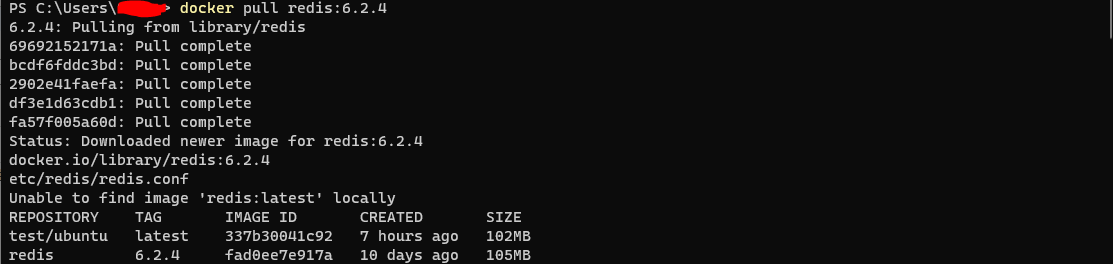 PS C:\Users\ > docker pull redis:6.2.4
6.2.4: Pulling from library/redis
69692152171a: Pull complete
bcdf6fddc3bd: Pull complete
2902e41faefa: Pull complete
df3e1d63cdb1: Pull complete
fa57f005a60d: Pull complete
Status: Downloaded newer image for redis:6.2.4
docker.io/library/redis:6.2.4
etc/redis/redis.conf
Unable to find image 'redis:latest' locally
REPOSITORY    TAG       IMAGE ID       CREATED       SIZE
test/ubuntu   latest    337b30041c92   7 hours ago   102MB
redis         6.2.4     fad0ee7e917a   10 days ago   105MB